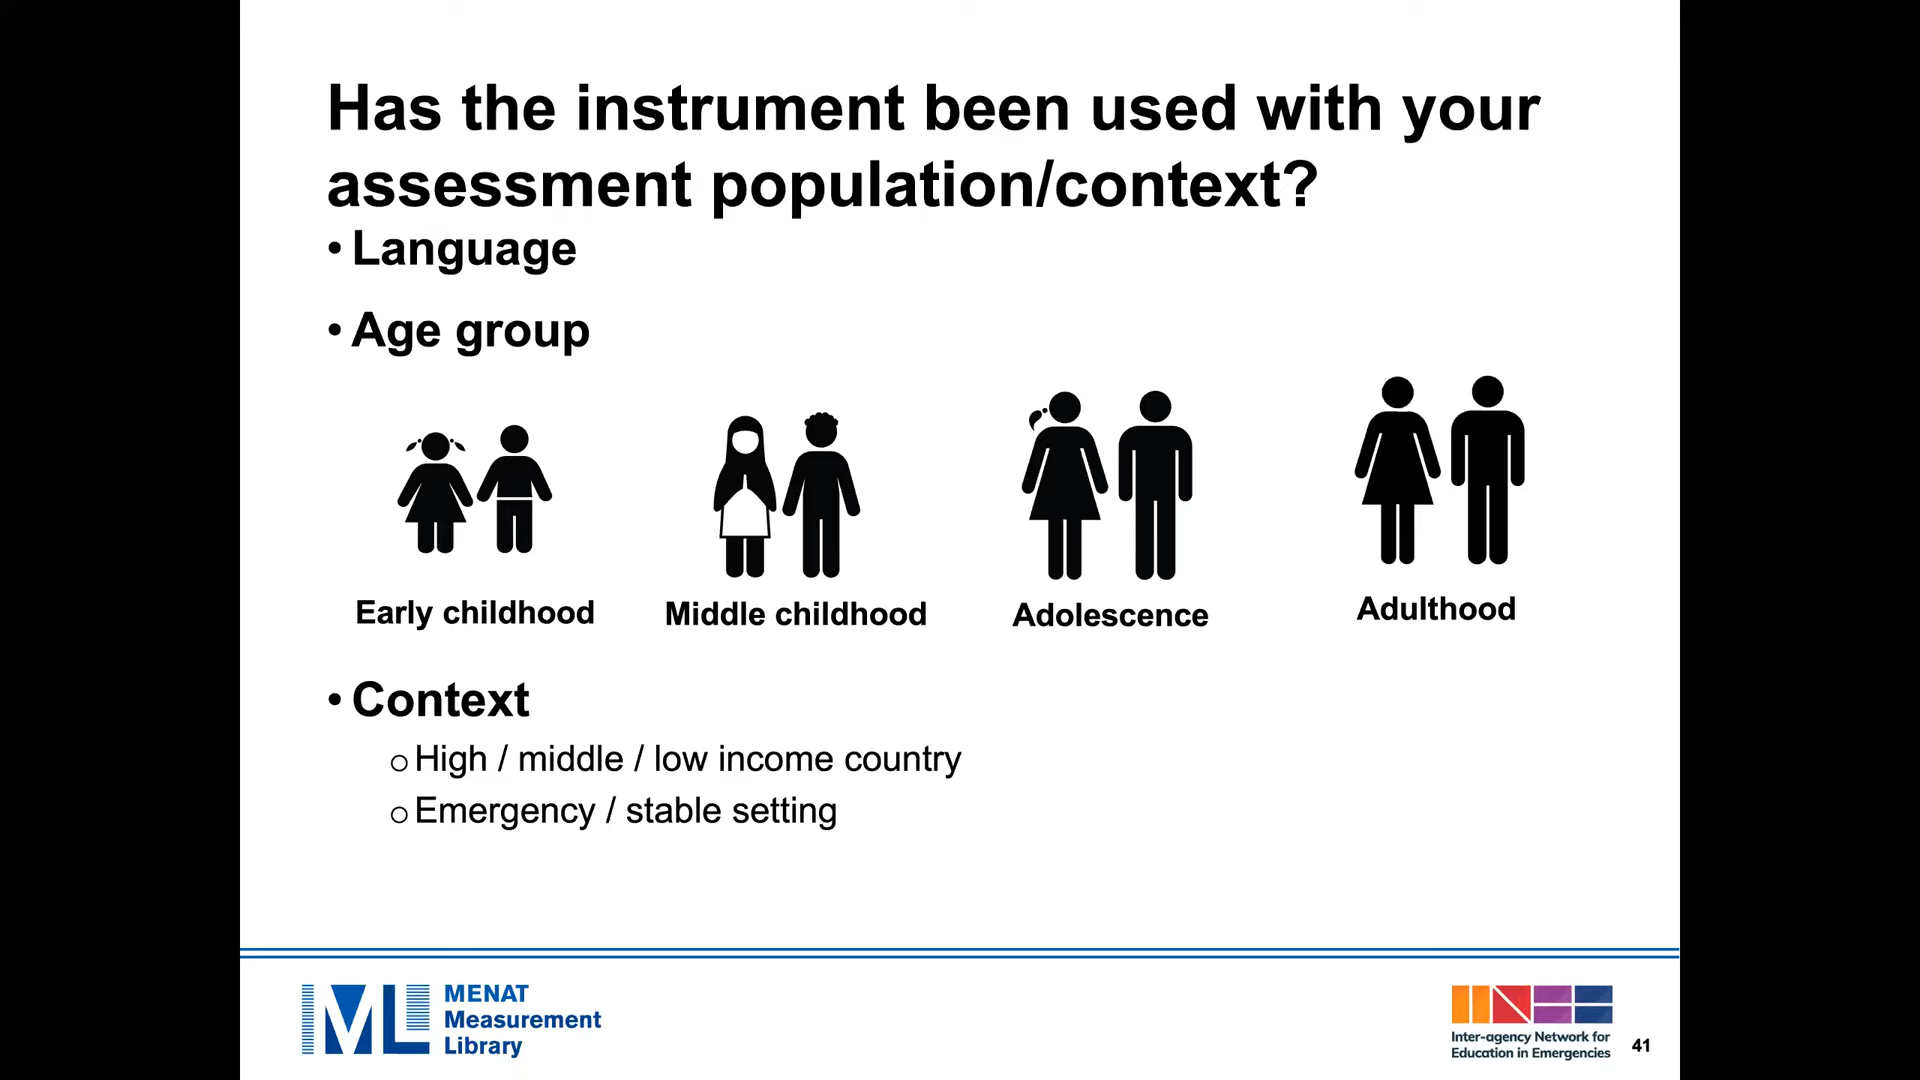 Has the instrument been used with your
assessment population/context?
• Language
• Age group
Early childhood
Middle childhood
Adolescence
Adulthood
• Context
o High / middle / low income country
o Emergency / stable setting
ML
MENAT
Measurement
Library
INEE
Inter-agency Network for
Education in Emergencies
41